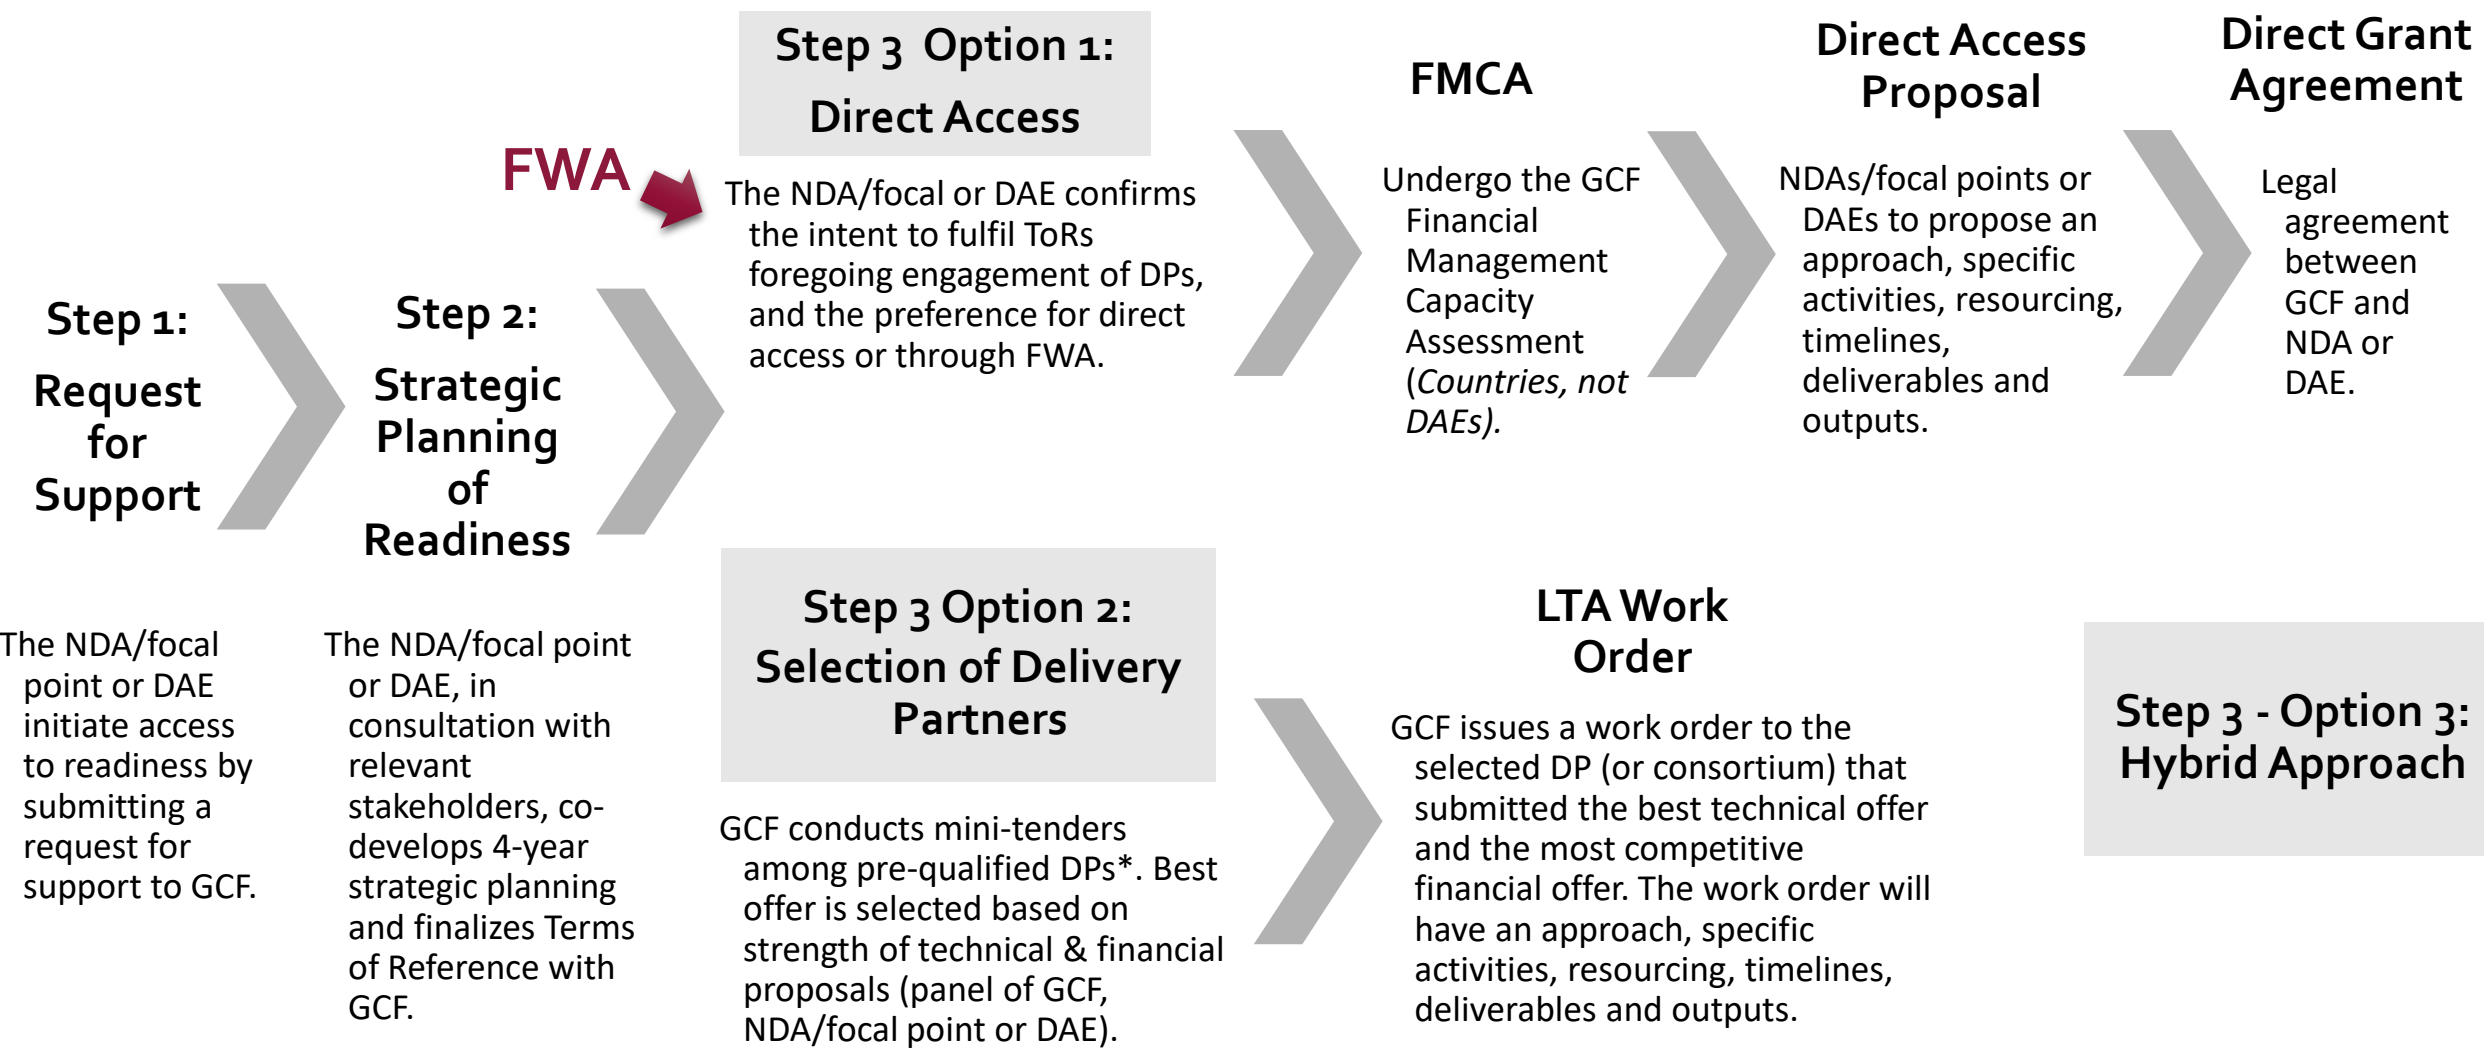 Step 1:
Request
for
Support
The NDA/focal
point or DAE
initiate access
to readiness by
submitting a
request for
support to GCF.
Step 2:
Strategic
Planning
of
Readiness
The NDA/focal point
or DAE, in
consultation with
relevant
stakeholders, co-
develops 4-year
strategic planning
and finalizes Terms
of Reference with
GCF.
FWA
Step 3 Option 1:
Direct Access
The NDA/focal or DAE confirms
the intent to fulfil ToRs
foregoing engagement of DPs,
and the preference for direct
access or through FWA.
FMCA
Undergo the GCF
Financial
Management
Capacity
Assessment
(Countries, not
DAEs).
Direct Access
Proposal
NDAs/focal points or
DAEs to propose an
approach, specific
activities, resourcing,
timelines,
deliverables and
outputs.
Direct Grant
Agreement
Legal
agreement
between
GCF and
NDA or
DAE.
Step 3 Option 2:
Selection of Delivery
Partners
GCF conducts mini-tenders
among pre-qualified DPs*. Best
offer is selected based on
strength of technical & financial
proposals (panel of GCF,
NDA/focal point or DAE).
LTA Work
Order
GCF issues a work order to the
selected DP (or consortium) that
submitted the best technical offer
and the most competitive
financial offer. The work order will
have an approach, specific
activities, resourcing, timelines,
deliverables and outputs.
Step 3 - Option 3:
Hybrid Approach